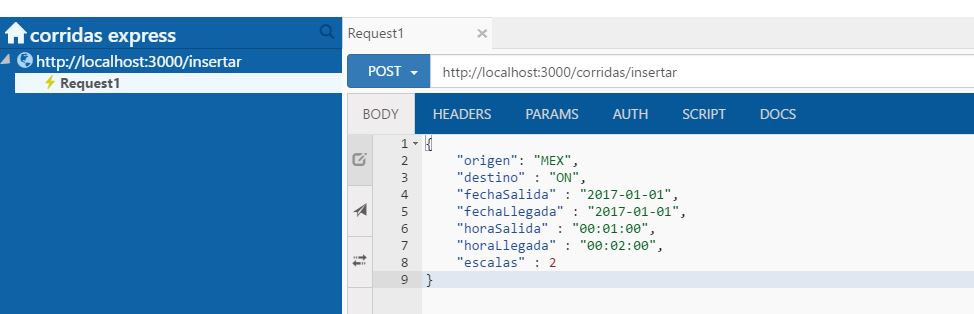 corridas express
http://localhost:3000/insertar
Request1
Request1
POST http://localhost:3000/corridas/insertar
BODY HEADERS PARAMS AUTH SCRIPT DOCS
1 {
2 "origen": "MEX",
3 "destino" : "ON",
4 "fechaSalida" : "2017-01-01",
5 "fechaLlegada" : "2017-01-01",
6 "horaSalida" : "00:01:00",
7 "horaLlegada" : "00:02:00",
8 "escalas" : 2
9 }